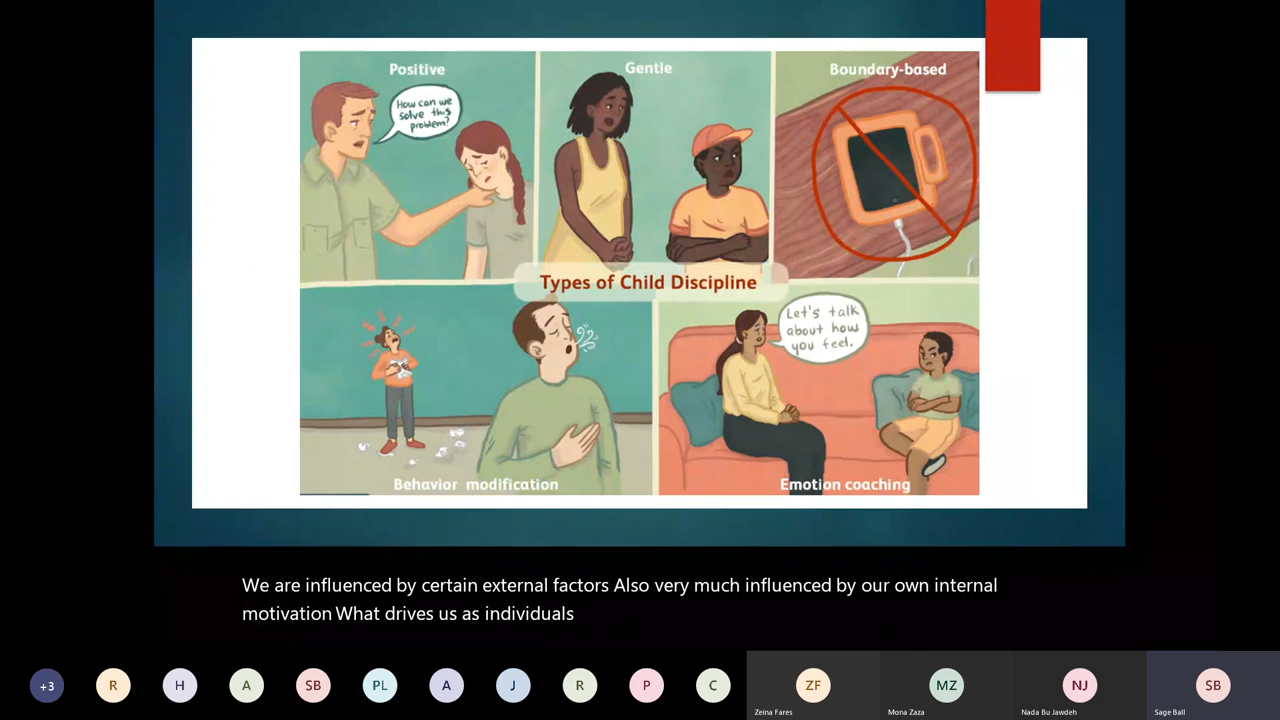 Positive
Gentle
Boundary-based
How can we
solve this
problem?
Types of Child Discipline
Let's talk
about how
you feel.
Behavior modification
Emotion coaching
We are influenced by certain external factors Also very much influenced by our own internal
motivation What drives us as individuals
+3
R
H
A
SB
PL
A
J
R
P
C
ZF
MZ
NJ
SB
Zeina Fares
Mona Zaza
Nada Bu Jawdeh
Sage Ball